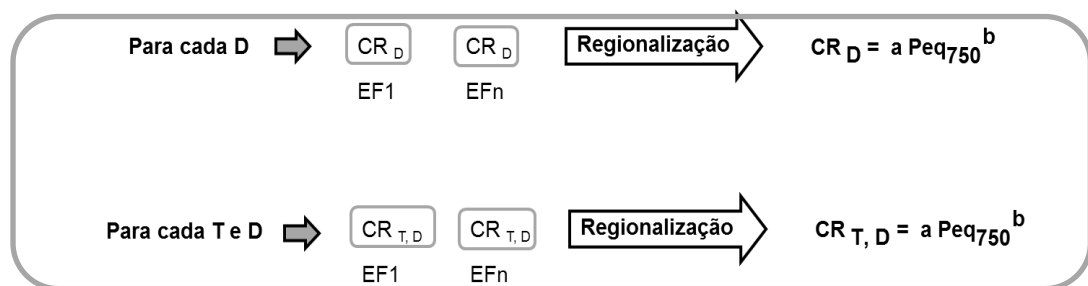 Para cada D CR D CR D Regionalização CR D = a Peq750 b
EF1 EFn
Para cada T e D CR T, D CR T, D Regionalização CR T, D = a Peq750 b
EF1 EFn